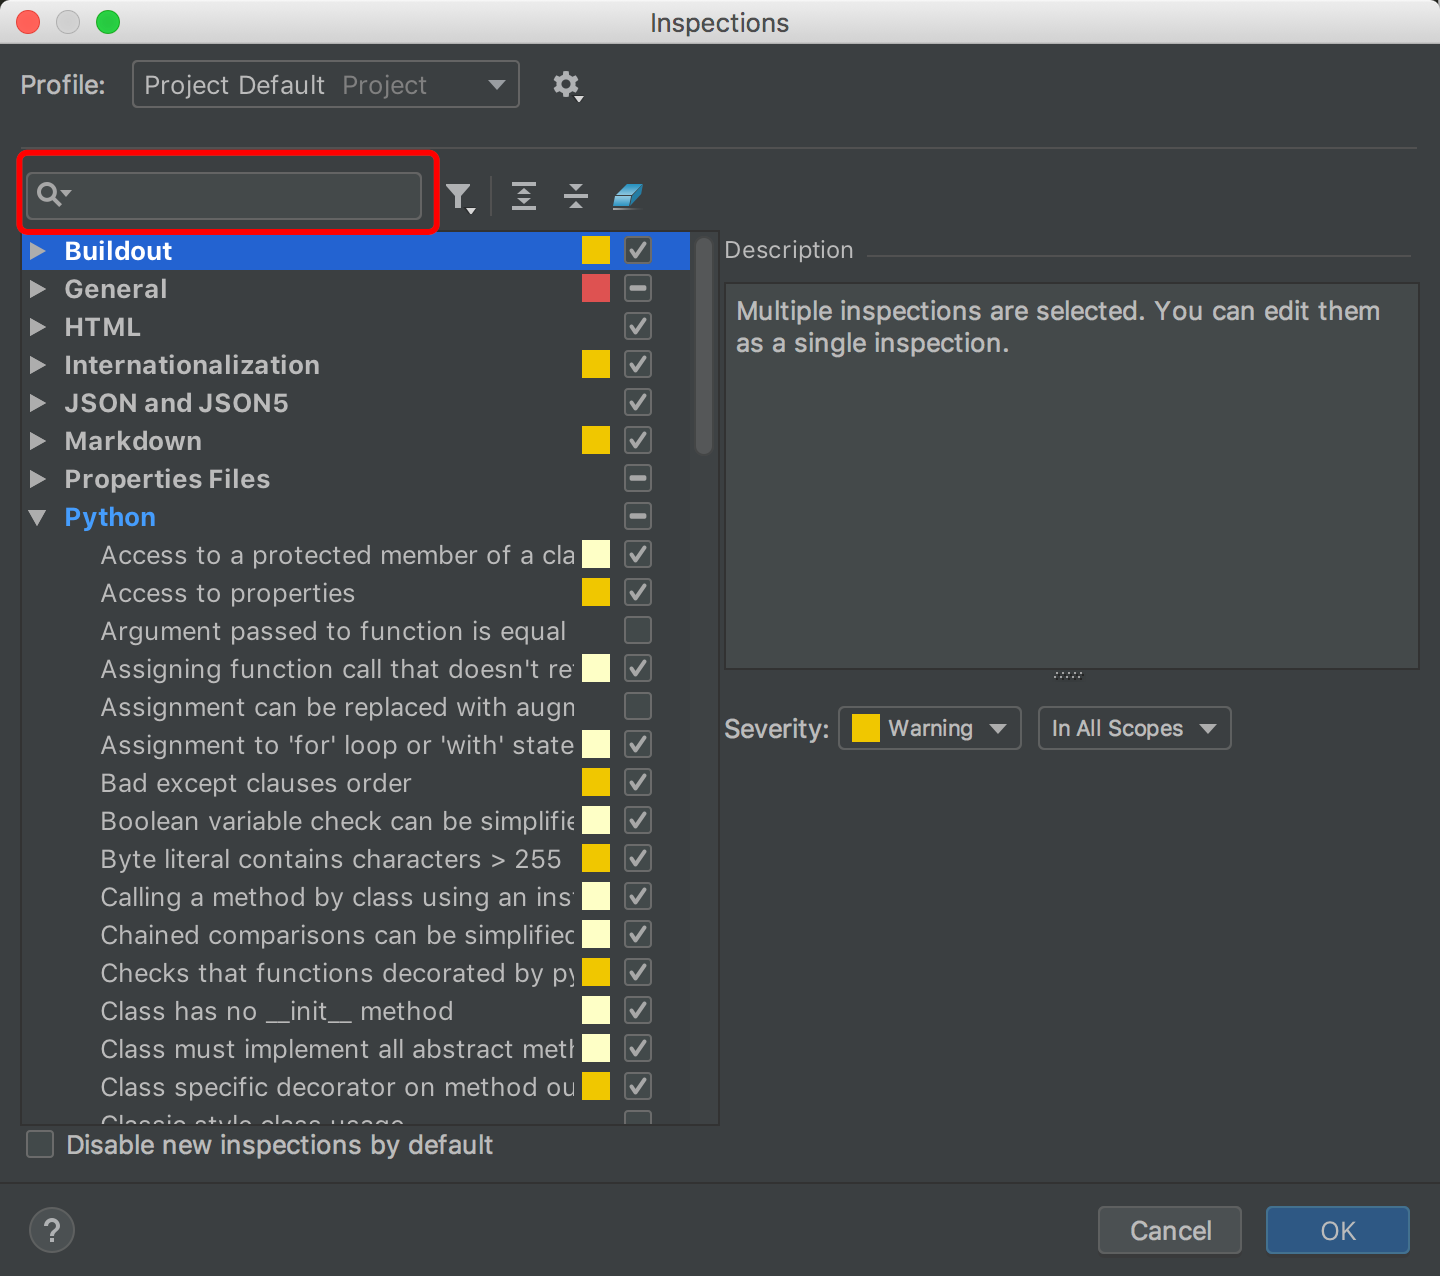 Inspections
Profile:
Project Default Project
Buildout
General
HTML
Internationalization
JSON and JSON5
Markdown
Properties Files
Python
Access to a protected member of a cla
Access to properties
Argument passed to function is equal
Assigning function call that doesn't re
Assignment can be replaced with augm
Assignment to 'for' loop or 'with' state
Bad except clauses order
Boolean variable check can be simplifie
Byte literal contains characters > 255
Calling a method by class using an ins
Chained comparisons can be simplified
Checks that functions decorated by py
Class has no __init__ method
Class must implement all abstract meth
Class specific decorator on method ou
Classic style class usage
Disable new inspections by default
Description
Multiple inspections are selected. You can edit them
as a single inspection.
Severity: Warning In All Scopes
?
Cancel OK